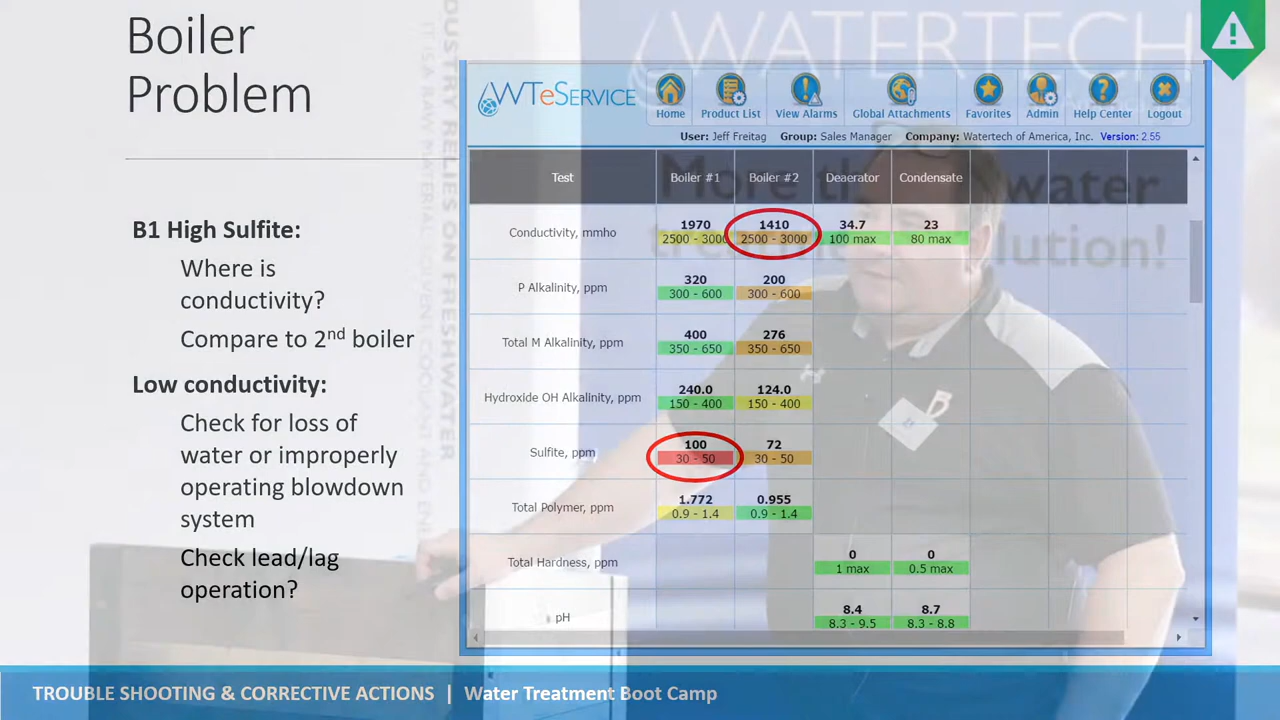 Boiler
Problem
B1 High Sulfite:
Where is
conductivity?
Compare to 2nd boiler
Low conductivity:
Check for loss of
water or improperly
operating blowdown
system
Check lead/lag
operation?
WATERTECH
WTeSERVICE
Home Product List View Alarms Global Attachments Favorites Admin Help Center Logout
User: Jeff Freitag Group: Sales Manager Company: Watertech of America, Inc. Version: 2.55
Test Boiler #1 Boiler #2 Deaerator Condensate
Conductivity, mmho 1970 1410 34.7 23
2500 - 3000 2500 - 3000 100 max 80 max
P Alkalinity, ppm 320 200
300 - 600 300 - 600
Total M Alkalinity, ppm 400 276
350 - 650 350 - 650
Hydroxide OH Alkalinity, ppm 240.0 124.0
150 - 400 150 - 400
Sulfite, ppm 100 72
30 - 50 30 - 50
Total Polymer, ppm 1.772 0.955
0.9 - 1.4 0.9 - 1.4
Total Hardness, ppm 0 0
1 max 0.5 max
pH 8.4 8.7
8.3 - 9.5 8.3 - 8.8
More water
INDUSTRY RELIES ON FRESHWATER
TROUBLE SHOOTING & CORRECTIVE ACTIONS | Water Treatment Boot Camp